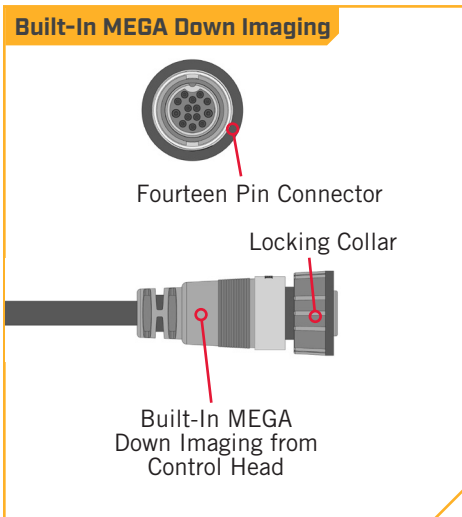 Built-In MEGA Down Imaging
Fourteen Pin Connector
Locking Collar
Built-In MEGA
Down Imaging from
Control Head